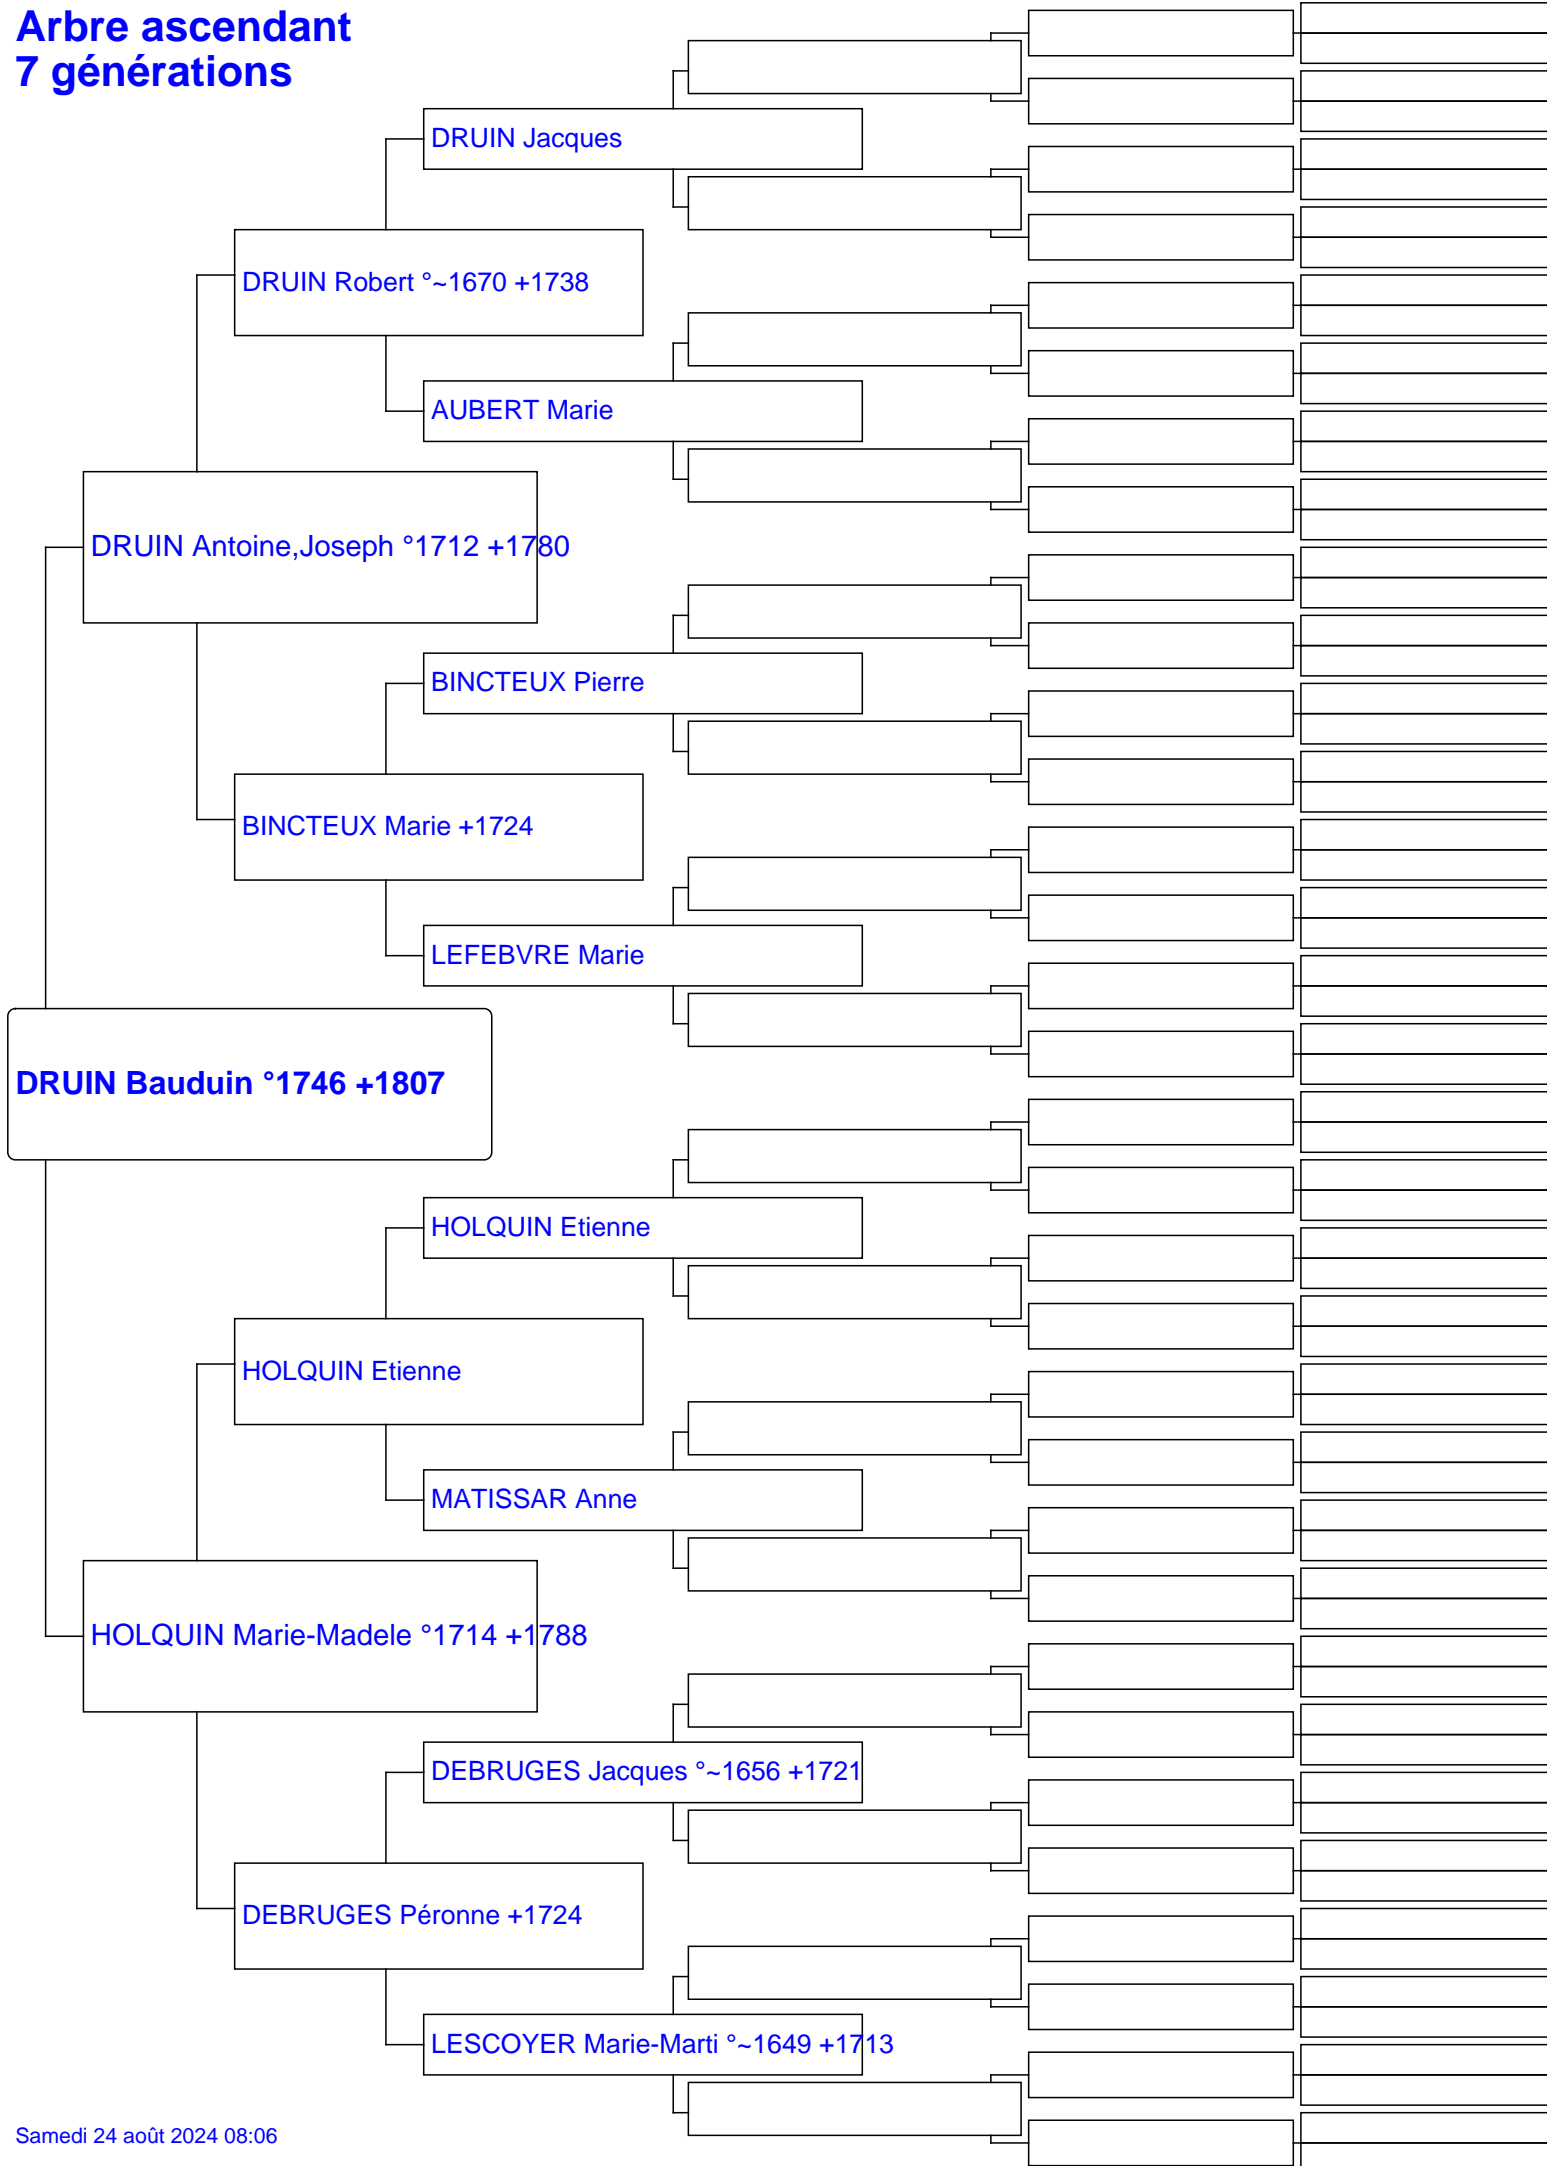 Arbre ascendant
7 générations
DRUIN Jacques
DRUIN Robert °~1670 +1738
AUBERT Marie
DRUIN Antoine,Joseph °1712 +1780
BINCTEUX Pierre
BINCTEUX Marie +1724
LEFEBVRE Marie
DRUIN Bauduin °1746 +1807
HOLQUIN Etienne
HOLQUIN Etienne
MATISSAR Anne
HOLQUIN Marie-Madele °1714 +1788
DEBRUGES Jacques °~1656 +1721
DEBRUGES Péronne +1724
LESCOYER Marie-Marti °~1649 +1713
Samedi 24 août 2024 08:06